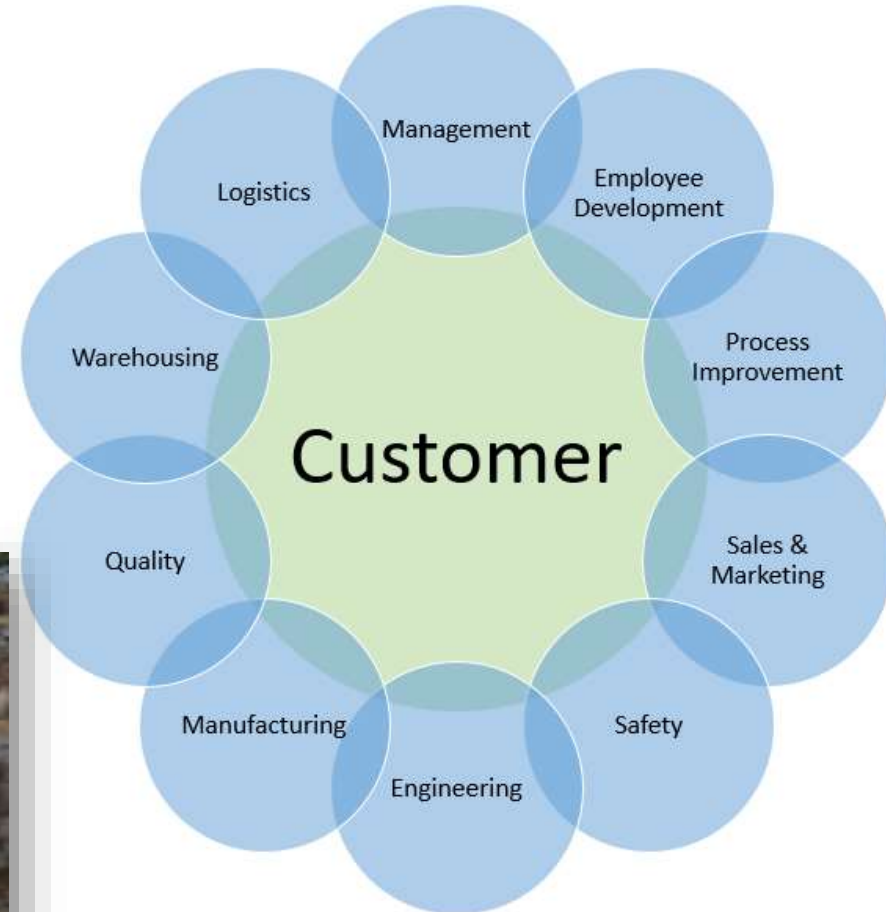 Management
Employee
Development
Logistics
Process
Improvement
Warehousing
Customer
Sales &
Marketing
Quality
Safety
Manufacturing
Engineering